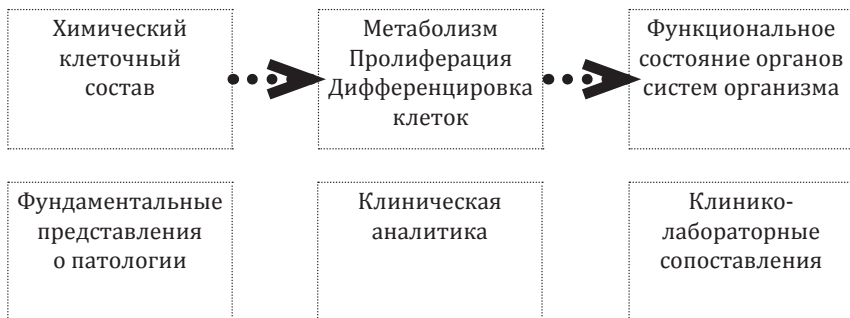 Химический
клеточный
состав
Метаболизм
Пролиферация
Дифференцировка
клеток
Функциональное
состояние органов
систем организма
Фундаментальные
представления
о патологии
Клиническая
аналитика
Клинико-
лабораторные
сопоставления